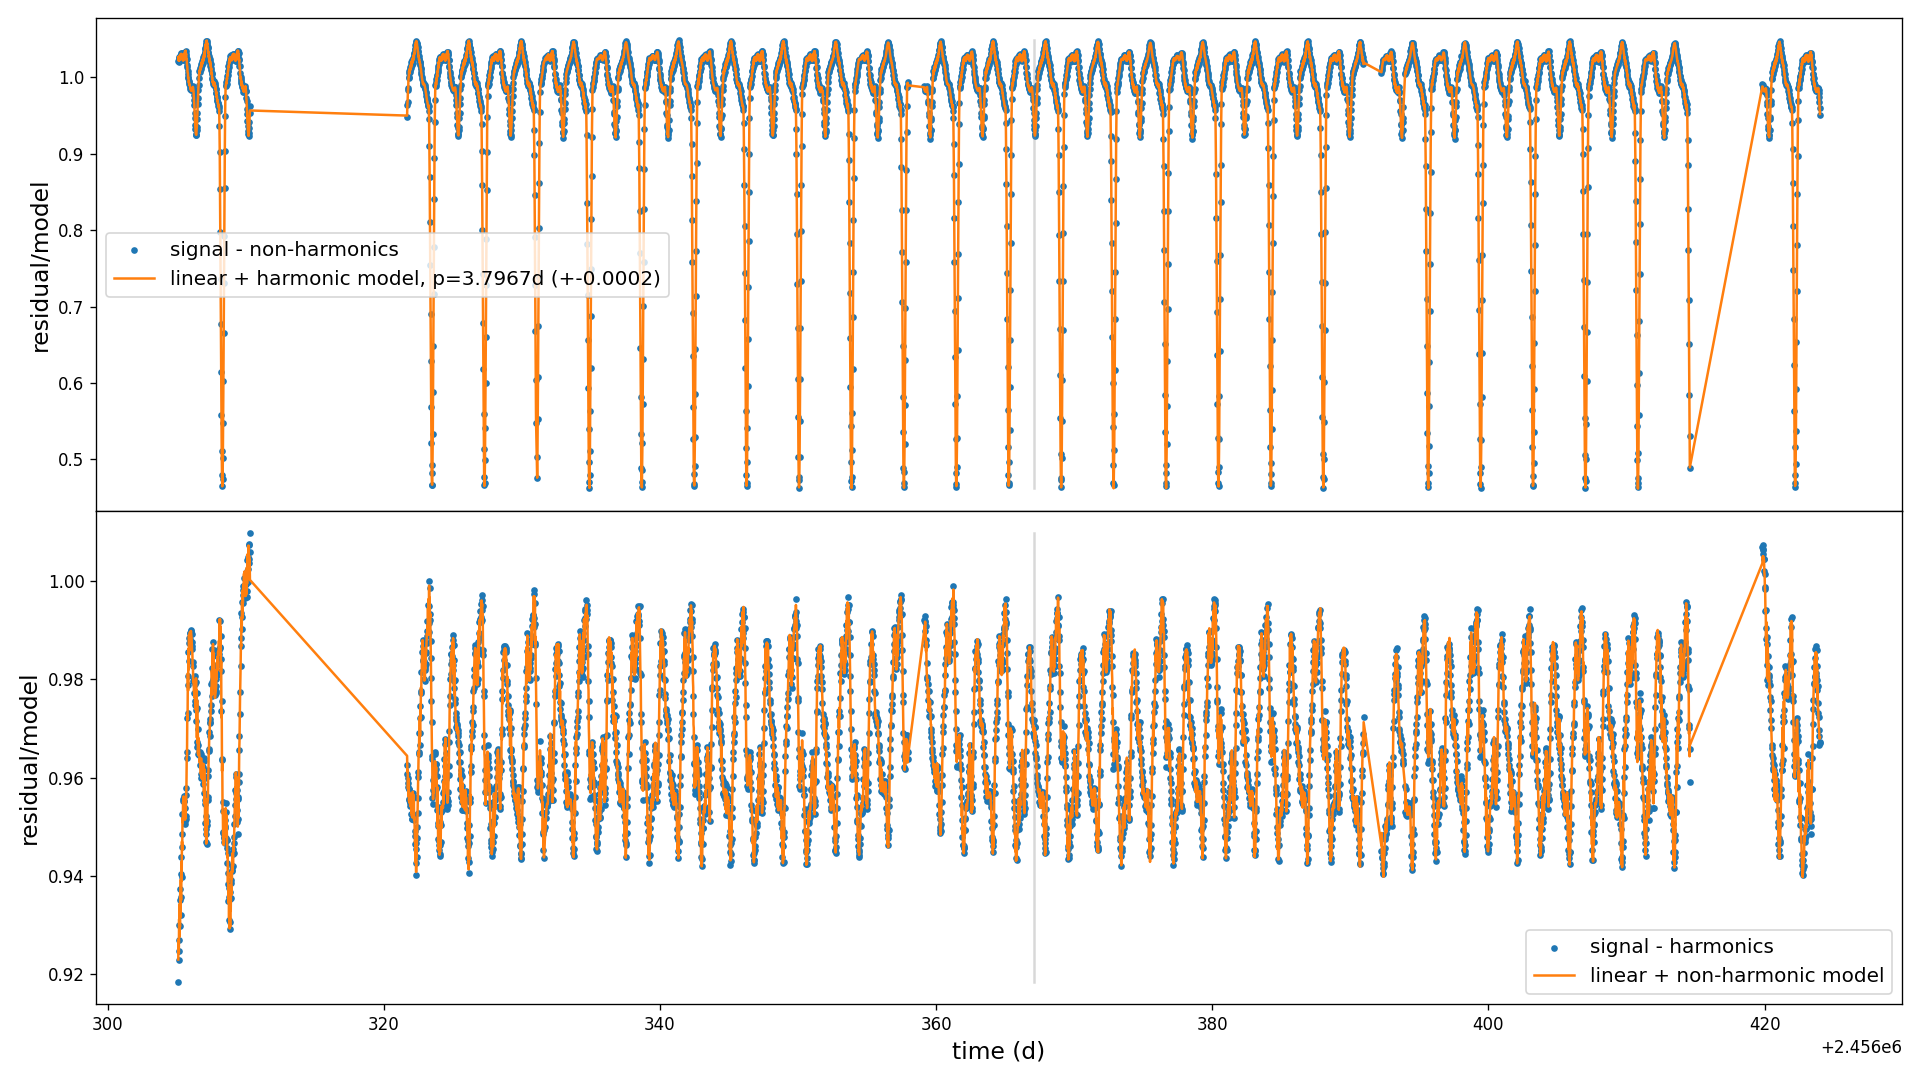 1.0
0.9
0.8
0.7
0.6
0.5
residual/model
signal - non-harmonics
linear + harmonic model, p=3.7967d (+-0.0002)
1.00
0.98
0.96
0.94
0.92
residual/model
signal - harmonics
linear + non-harmonic model
300 320 340 360 380 400 420
time (d)
+2.456e6